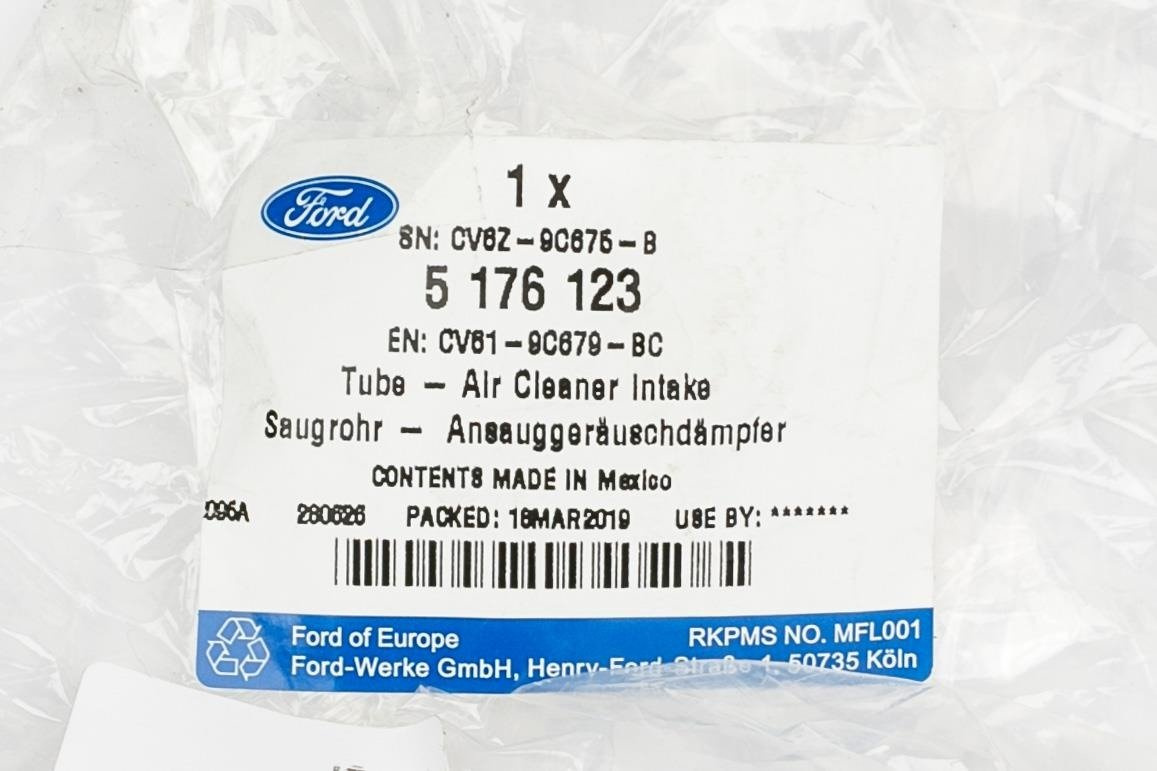 1 x
Ford
SN: CV6Z-9C675-B
5 176 123
EN: CV61-9C679-BC
Tube - Air Cleaner Intake
Saugrohr - Ansauggeräuschdämpfer
CONTENTS MADE IN Mexico
280626 PACKED: 18MAR2019 USE BY: *******
Ford of Europe RKPMS NO. MFL001
Ford-Werke GmbH, Henry-Ford-Straße 1, 50735 Köln